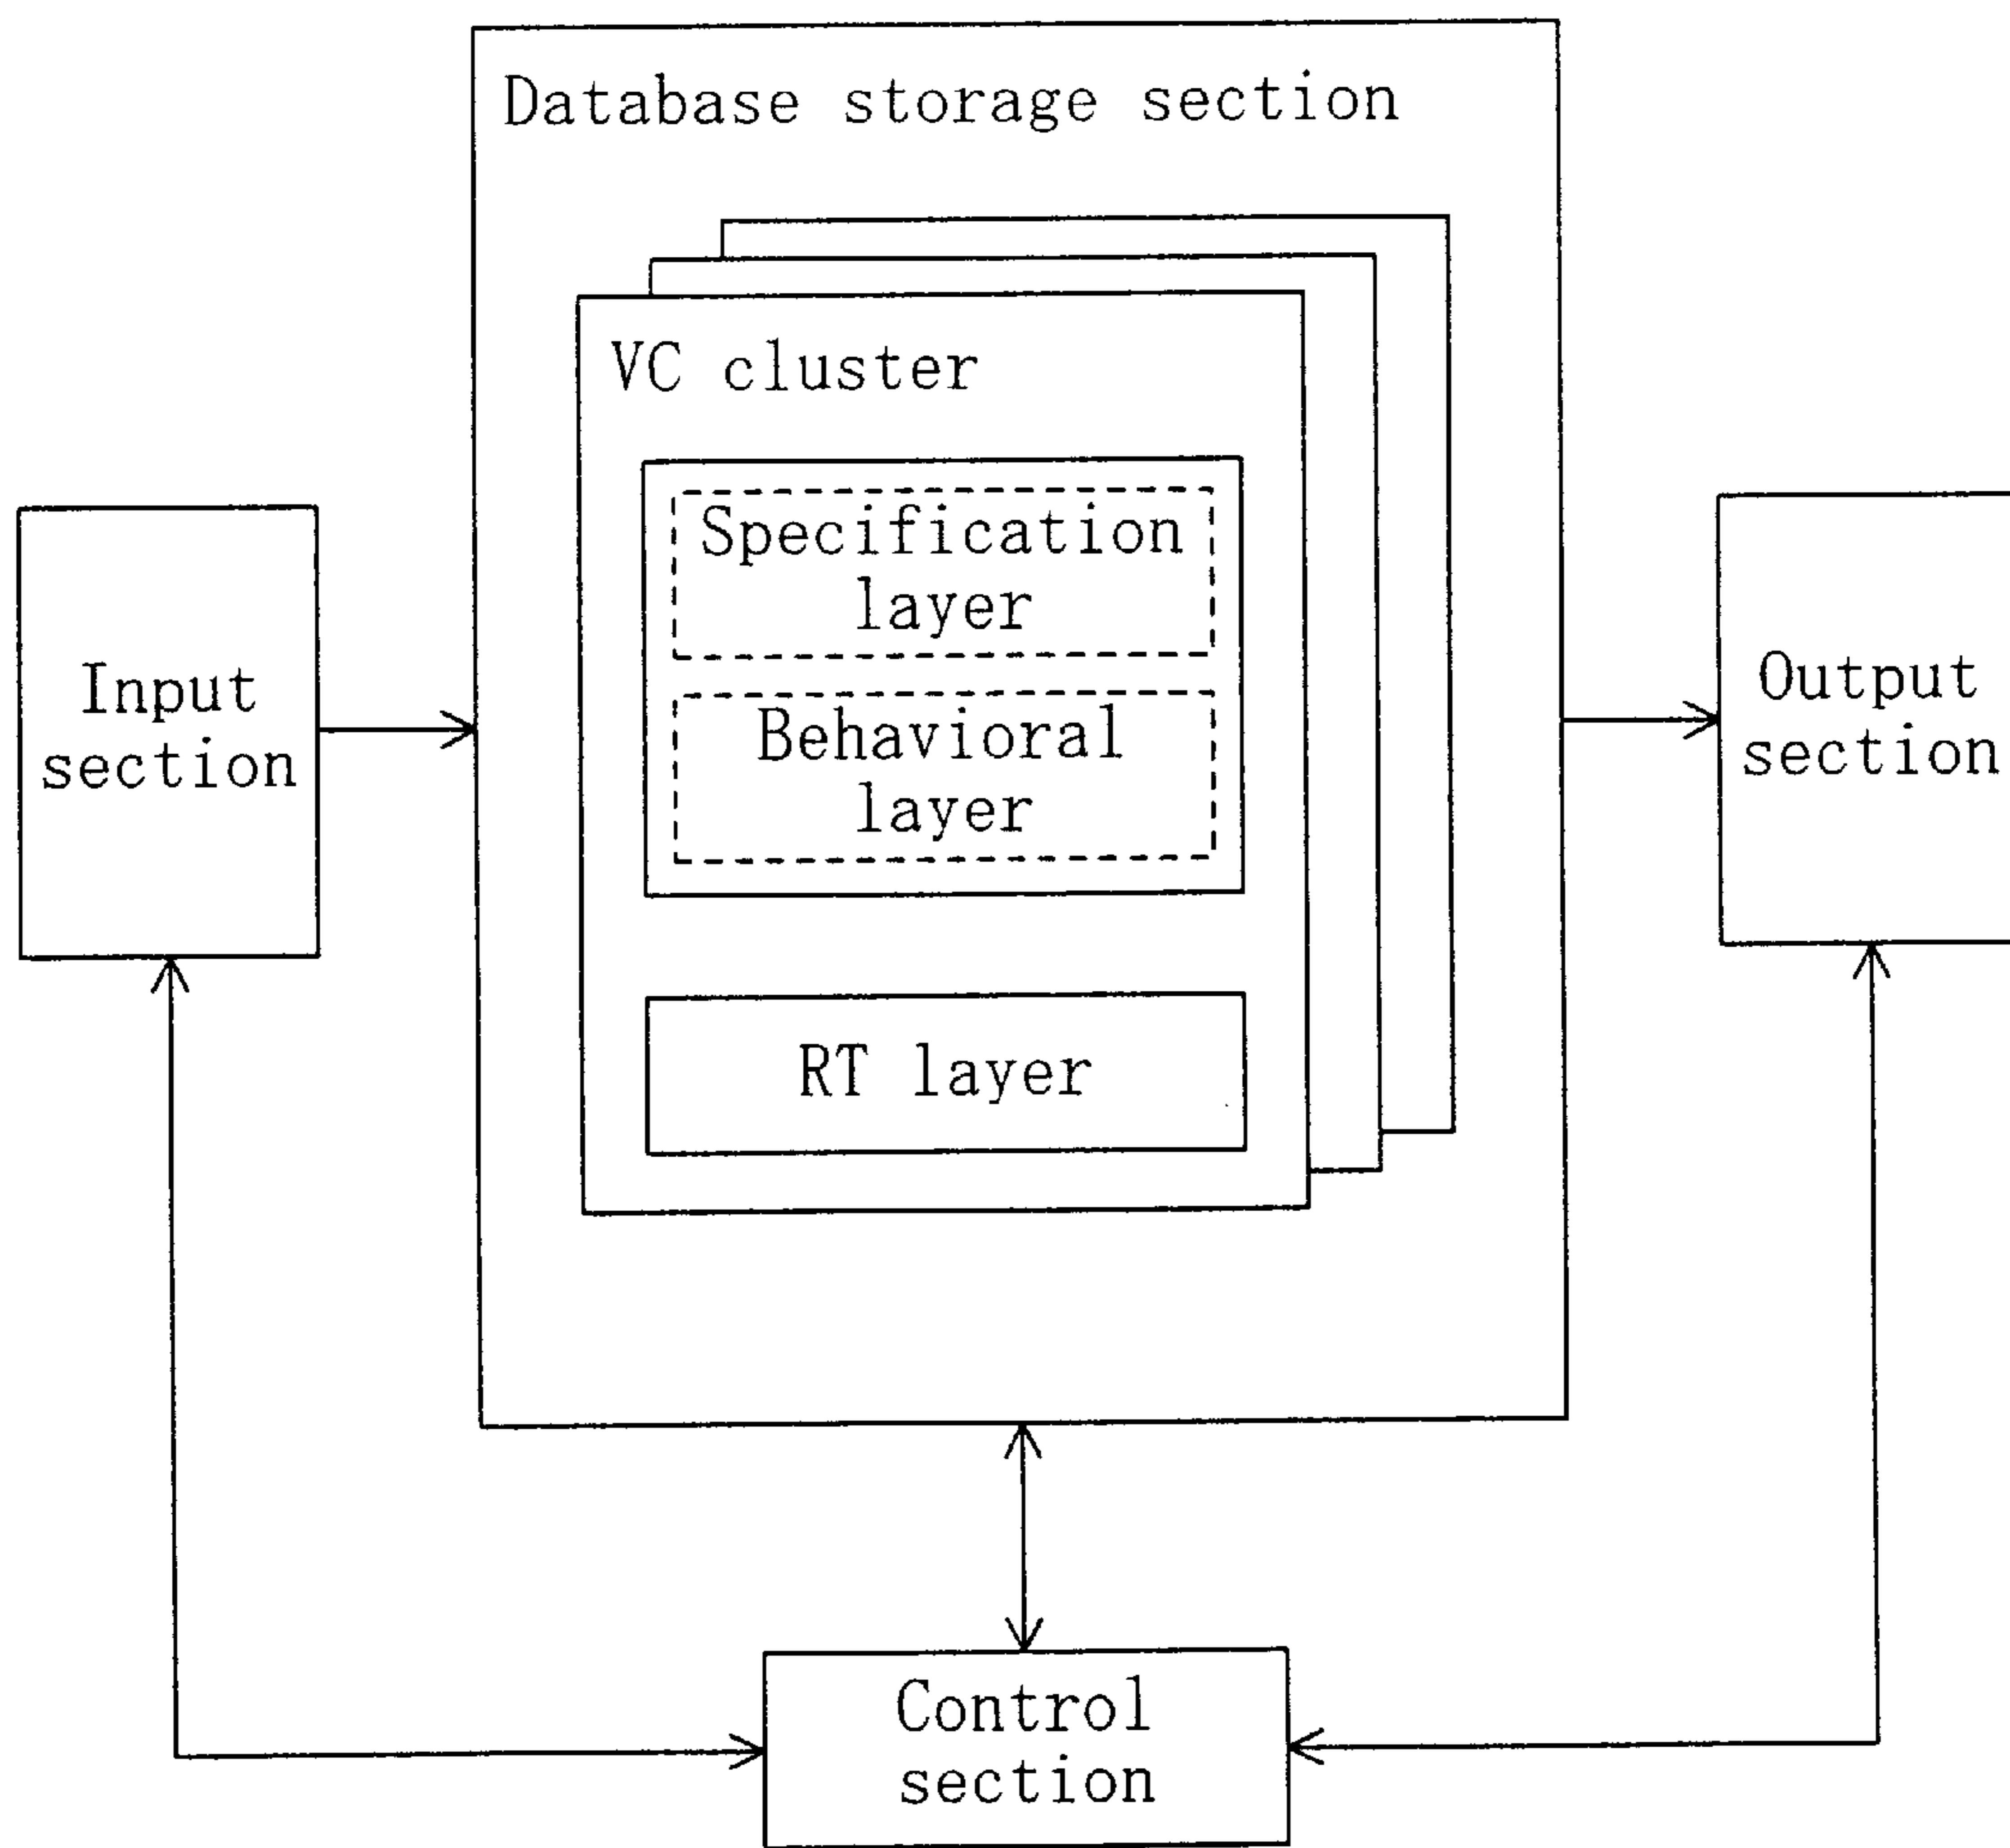 Database storage section
VC cluster
Specification
layer
Behavioral
layer
RT layer
Input
section
Output
section
Control
section